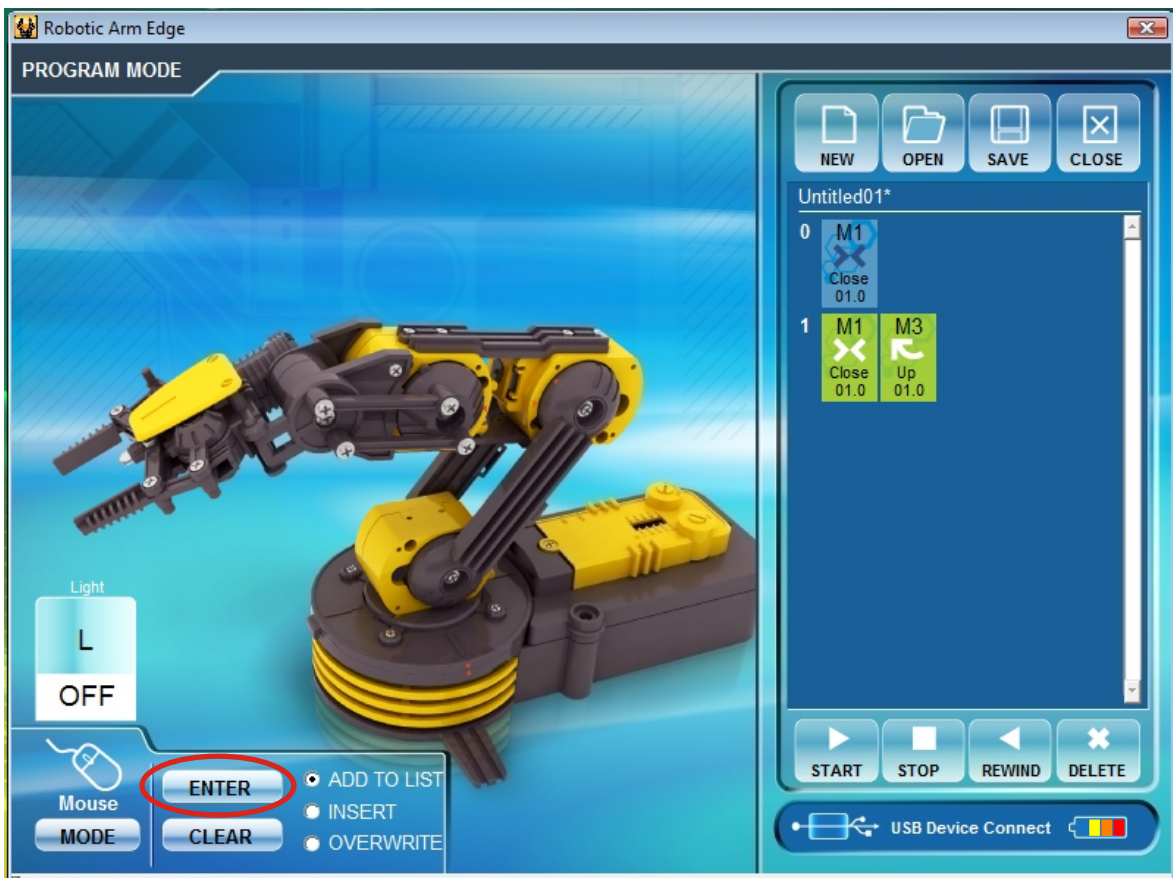 Robotic Arm Edge
PROGRAM MODE
NEW OPEN SAVE CLOSE
Untitled01*
0 M1
Close
01.0
1 M1 M3
Close Up
01.0 01.0
Light
L
OFF
Mouse
MODE
ENTER
CLEAR
ADD TO LIST
INSERT
OVERWRITE
START STOP REWIND DELETE
USB Device Connect